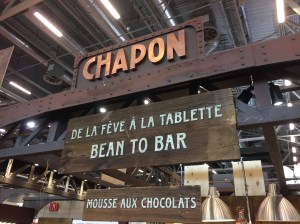 CHAPON
DE LA FÈVE À LA TABLETTE
BEAN TO BAR
MOUSSE AUX CHOCOLATS